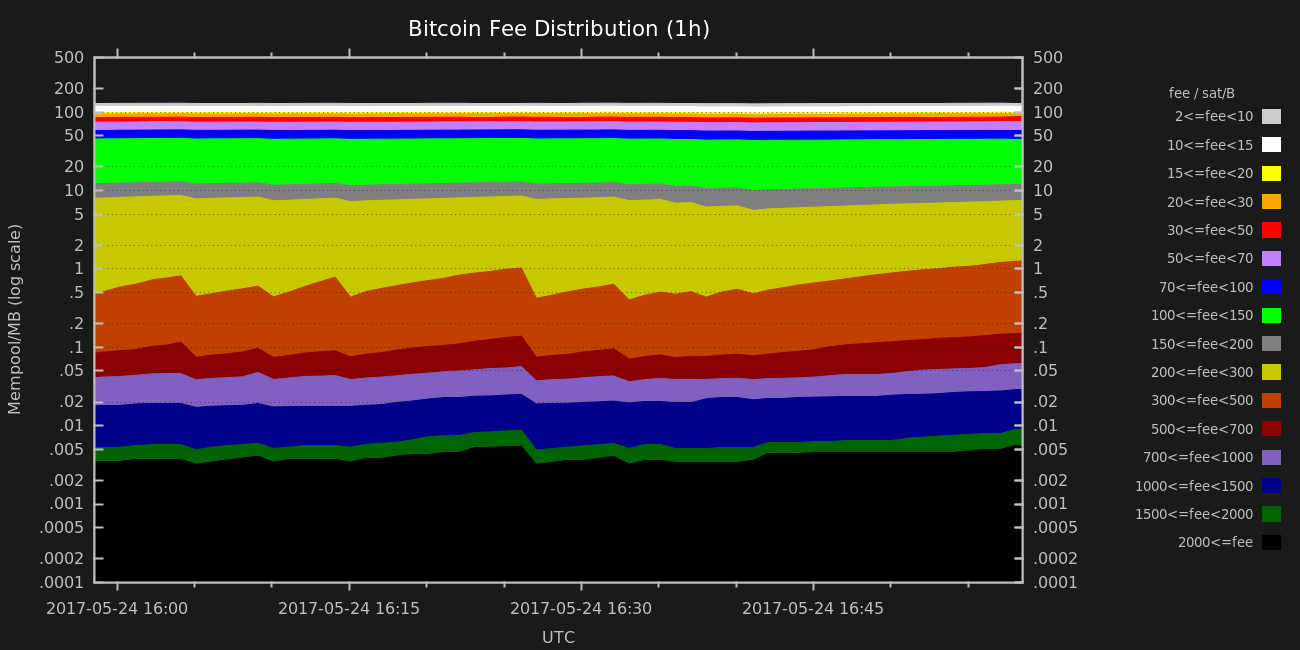 Bitcoin Fee Distribution (1h)
500 500
200 200
100 100
50 50
20 20
10 10
5 5
2 2
1 1
.5 .5
.2 .2
.1 .1
.05 .05
.02 .02
.01 .01
.005 .005
.002 .002
.001 .001
.0005 .0005
.0002 .0002
.0001 .0001
Mempool/MB (log scale)
2017-05-24 16:00 2017-05-24 16:15 2017-05-24 16:30 2017-05-24 16:45
UTC
fee / sat/B
2<=fee<10
10<=fee<15
15<=fee<20
20<=fee<30
30<=fee<50
50<=fee<70
70<=fee<100
100<=fee<150
150<=fee<200
200<=fee<300
300<=fee<500
500<=fee<700
700<=fee<1000
1000<=fee<1500
1500<=fee<2000
2000<=fee